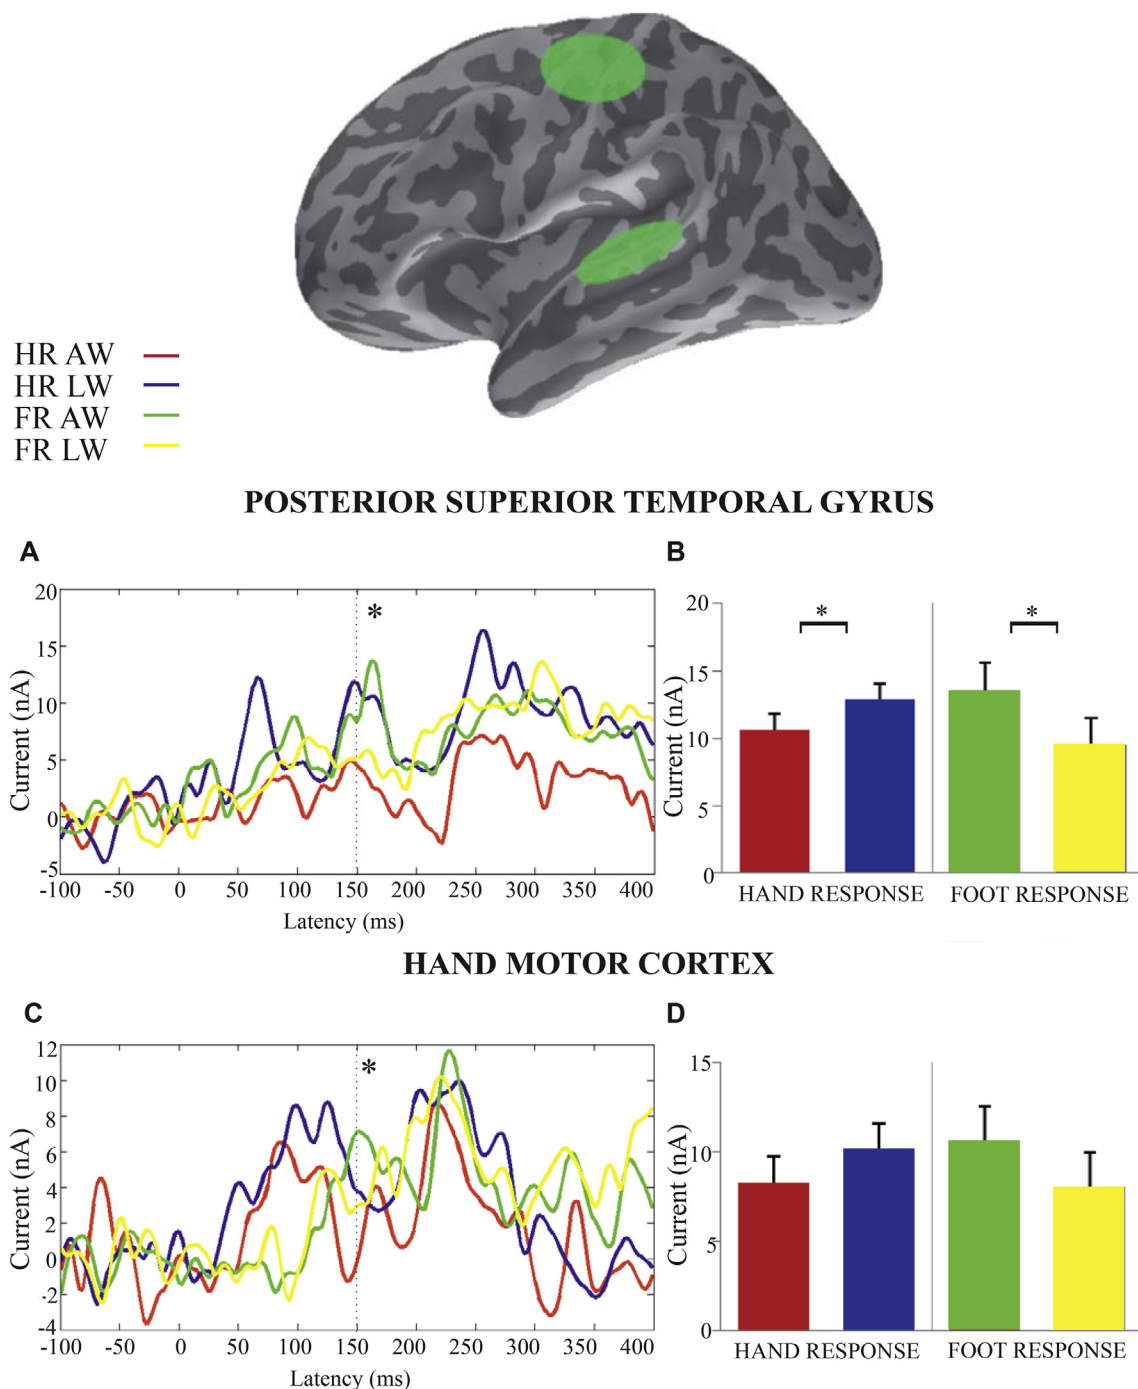 HR AW
HR LW
FR AW
FR LW
POSTERIOR SUPERIOR TEMPORAL GYRUS
A
Current (nA)
20
15
10
5
0
-5
*
-100 -50 0 50 100 150 200 250 300 350 400
Latency (ms)
B
Current (nA)
20
15
10
5
0
* *
HAND RESPONSE FOOT RESPONSE
HAND MOTOR CORTEX
C
Current (nA)
12
10
8
6
4
2
0
-2
-4
*
-100 -50 0 50 100 150 200 250 300 350 400
Latency (ms)
D
Current (nA)
15
10
5
0
HAND RESPONSE FOOT RESPONSE